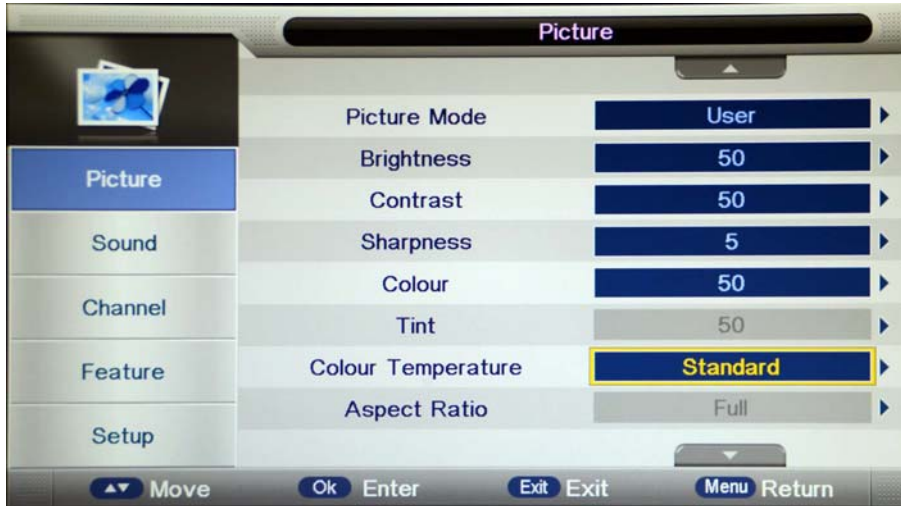 Picture
Picture Mode User
Brightness 50
Contrast 50
Sharpness 5
Colour 50
Tint 50
Colour Temperature Standard
Aspect Ratio Full
Picture
Sound
Channel
Feature
Setup
Move Ok Enter Exit Exit Menu Return